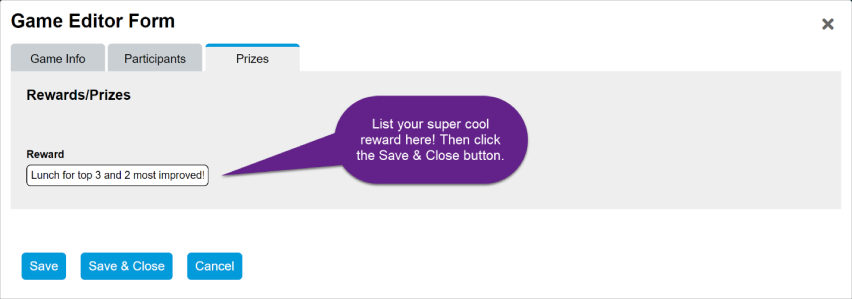 Game Editor Form
Game Info
Participants
Prizes
Rewards/Prizes
List your super cool
reward here! Then click
the Save & Close button.
Reward
Lunch for top 3 and 2 most improved!
Save
Save & Close
Cancel